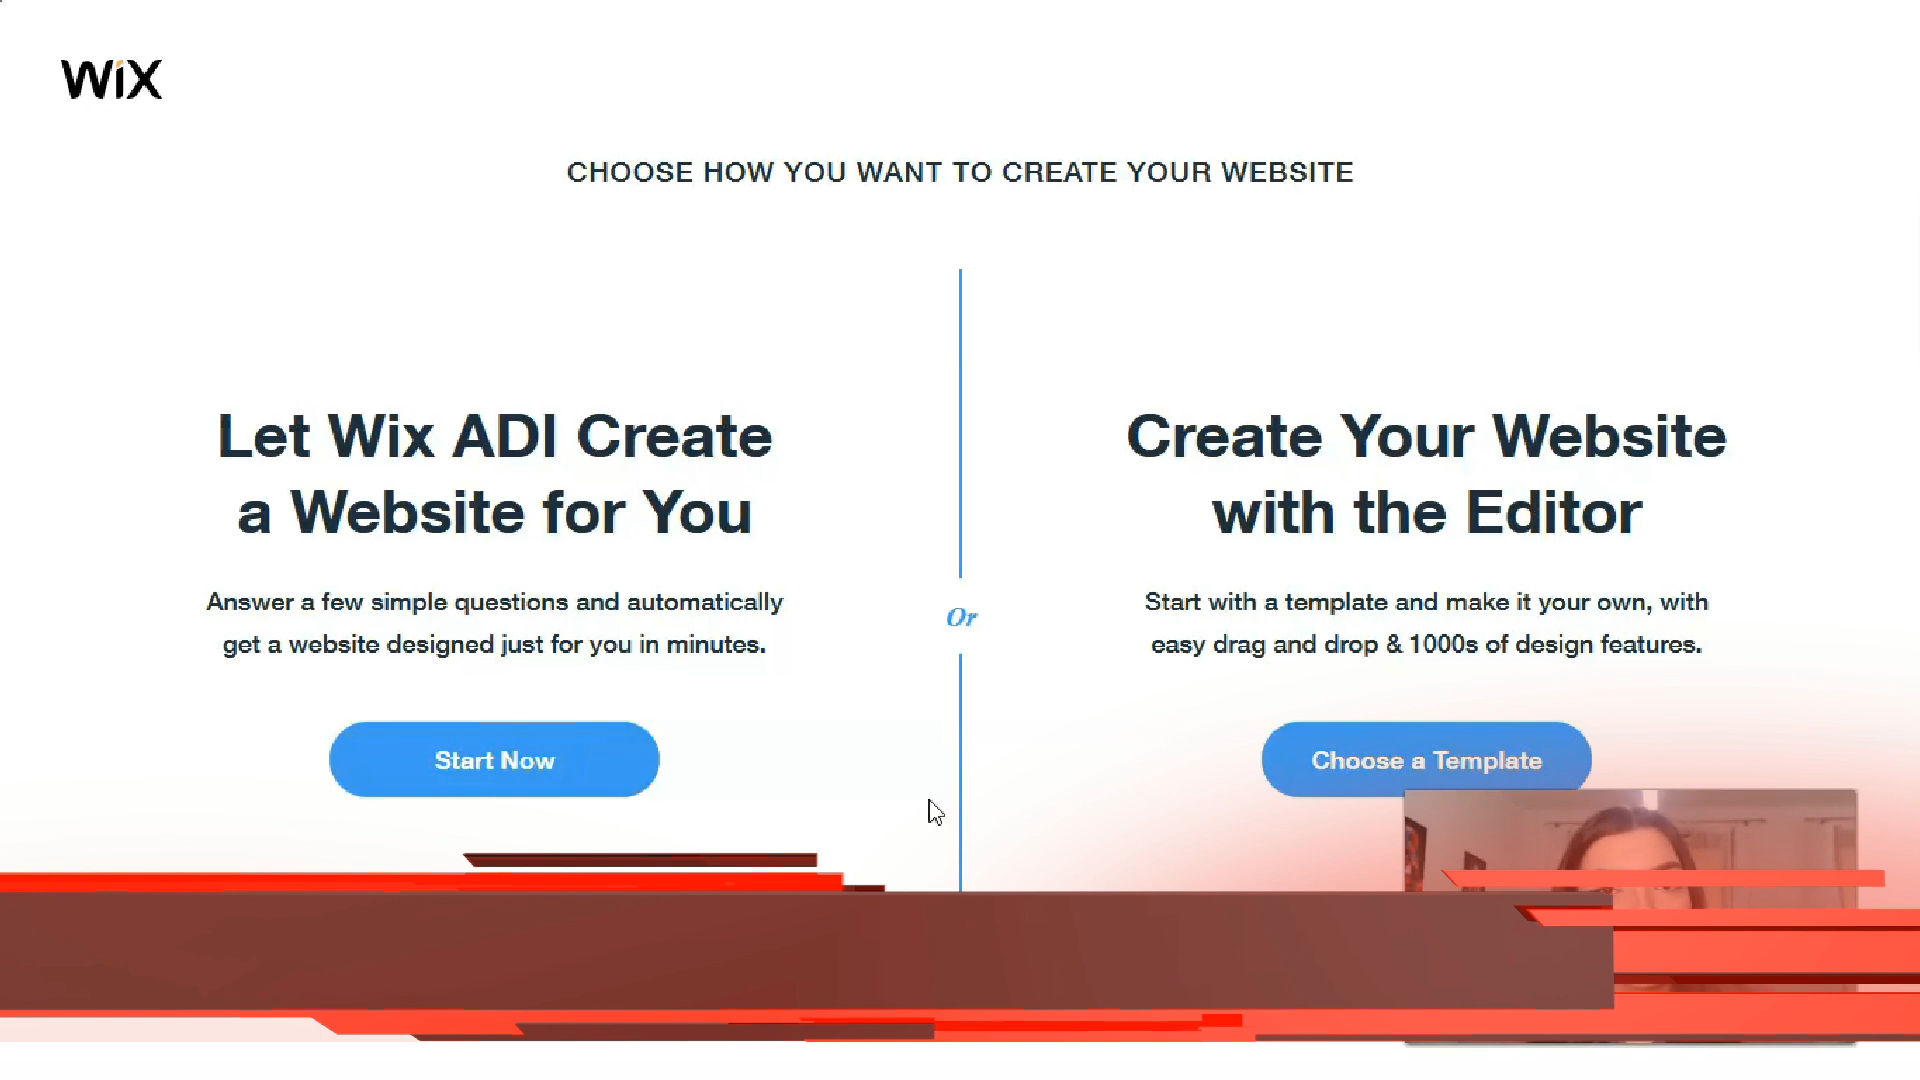 WiX
CHOOSE HOW YOU WANT TO CREATE YOUR WEBSITE
Let Wix ADI Create
a Website for You
Answer a few simple questions and automatically
get a website designed just for you in minutes.
Start Now
Or
Create Your Website
with the Editor
Start with a template and make it your own, with
easy drag and drop & 1000s of design features.
Choose a Template